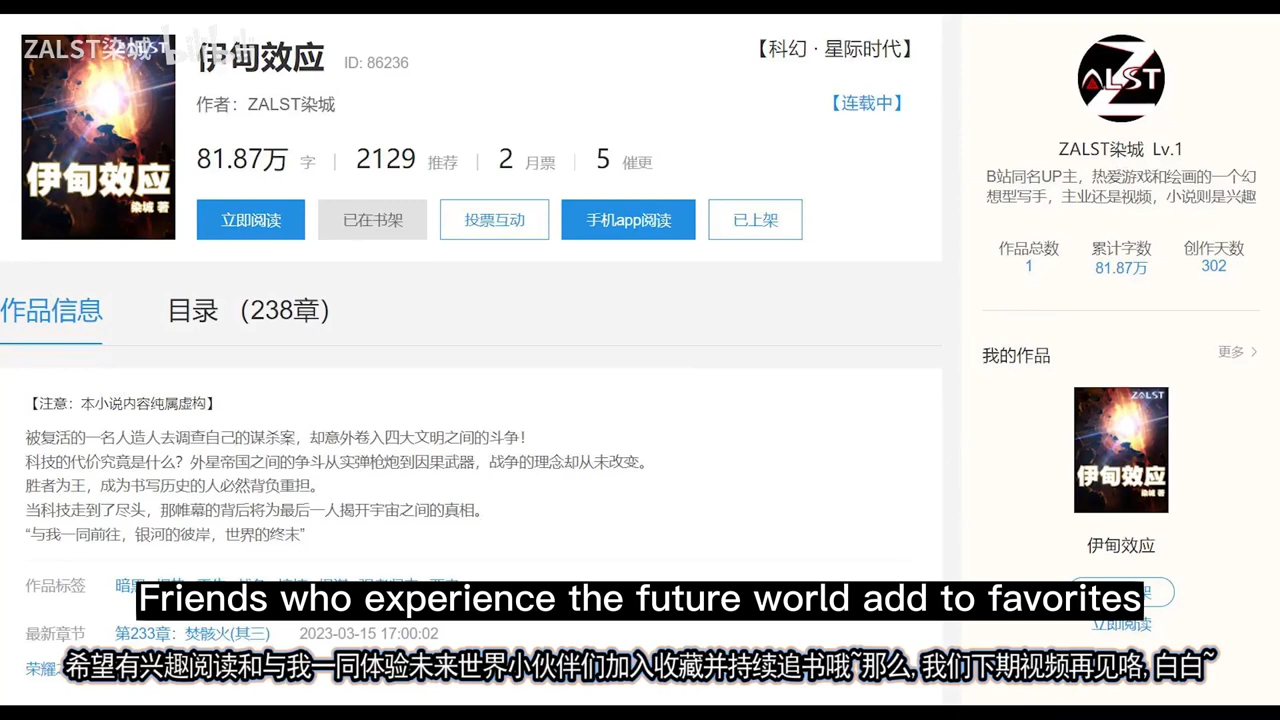 ZALST染城
伊甸效应 ID: 86236
【科幻 · 星际时代】
作者：ZALST染城
【连载中】
81.87万 字 | 2129 推荐 | 2 月票 | 5 催更
立即阅读 已在书架 投票互动 手机app阅读 已上架
伊甸效应
染城 著
作品信息 目录 （238章）
【注意：本小说内容纯属虚构】
被复活的一名人造人去调查自己的谋杀案，却意外卷入四大文明之间的斗争！
科技的代价究竟是什么？外星帝国之间的争斗从实弹枪炮到因果武器，战争的理念却从未改变。
胜者为王，成为书写历史的人必然背负重担。
当科技走到了尽头，那帷幕的背后将为最后一人揭开宇宙之间的真相。
“与我一同前往，银河的彼岸，世界的终末”
作品标签
最新章节 第233章：焚骸火(其三) 2023-03-15 17:00:02
荣耀
ZALST
ZALST染城 Lv.1
B站同名UP主，热爱游戏和绘画的一个幻
想型写手，主业还是视频，小说则是兴趣
作品总数 累计字数 创作天数
1 81.87万 302
我的作品 更多 >
ZALST
伊甸效应
染城 著
伊甸效应
立即阅读
Friends who experience the future world add to favorites
希望有兴趣阅读和与我一同体验未来世界小伙伴们加入收藏并持续追书哦~那么,我们下期视频再见咯,白白~